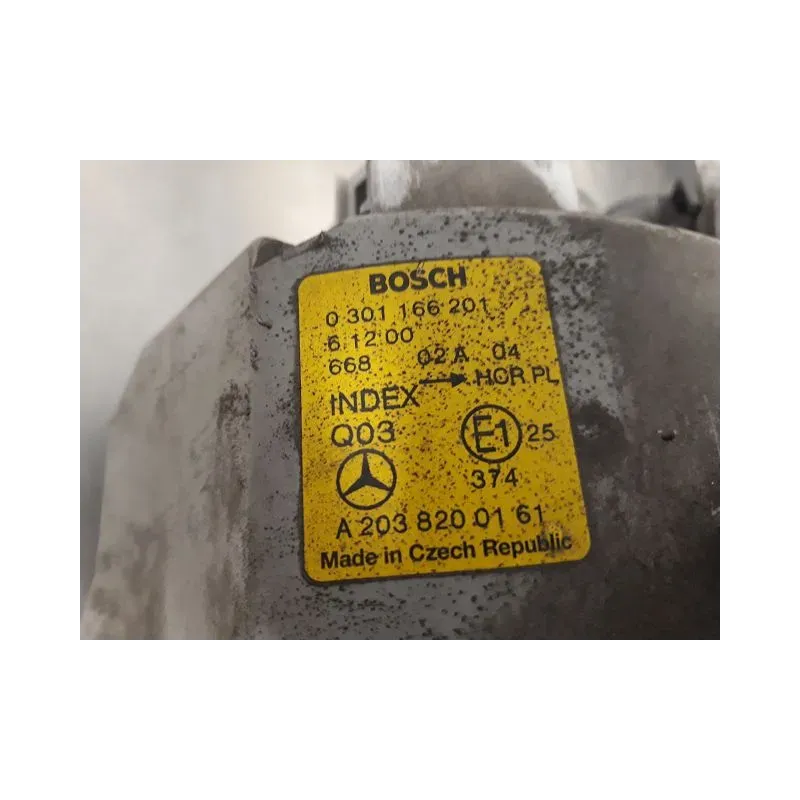 BOSCH
0 301 166 201
6 12 00
668 02 A 04
INDEX → HCR PL
Q03 E1 25
374
A 203 820 01 61
Made in Czech Republic